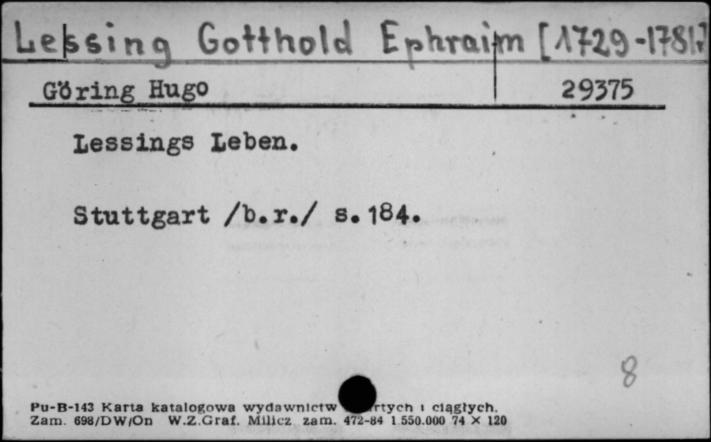 Lessing Gotthold Ephraim [1729-1781]
Göring Hugo 29375
Lessings Leben.
Stuttgart /b.r./ s. 184.
8
Pu-B-143 Karta katalogowa wydawnictw rtych i ciągłych.
Zam. 698/DW/On W.Z.Graf. Milicz zam. 472-84 1.550.000 74 × 120